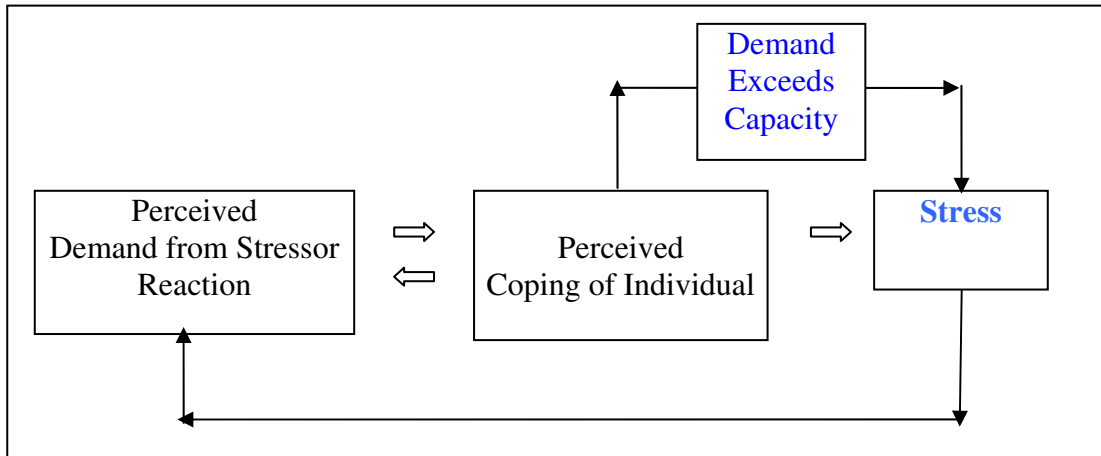 Demand
Exceeds
Capacity
Perceived
Demand from Stressor
Reaction
Perceived
Coping of Individual
Stress